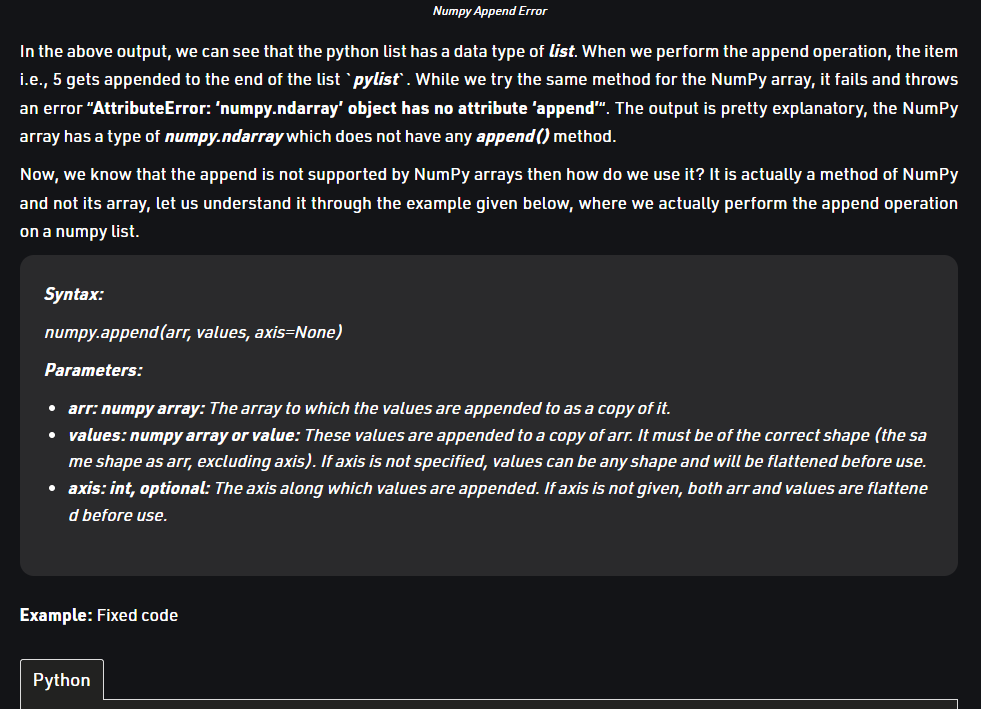 Numpy Append Error
In the above output, we can see that the python list has a data type of list. When we perform the append operation, the item
i.e., 5 gets appended to the end of the list `pylist`. While we try the same method for the NumPy array, it fails and throws
an error “AttributeError: ‘numpy.ndarray’ object has no attribute ‘append’“. The output is pretty explanatory, the NumPy
array has a type of numpy.ndarray which does not have any append() method.
Now, we know that the append is not supported by NumPy arrays then how do we use it? It is actually a method of NumPy
and not its array, let us understand it through the example given below, where we actually perform the append operation
on a numpy list.
Syntax:
numpy.append(arr, values, axis=None)
Parameters:
• arr: numpy array: The array to which the values are appended to as a copy of it.
• values: numpy array or value: These values are appended to a copy of arr. It must be of the correct shape (the sa
me shape as arr, excluding axis). If axis is not specified, values can be any shape and will be flattened before use.
• axis: int, optional: The axis along which values are appended. If axis is not given, both arr and values are flattene
d before use.
Example: Fixed code
Python